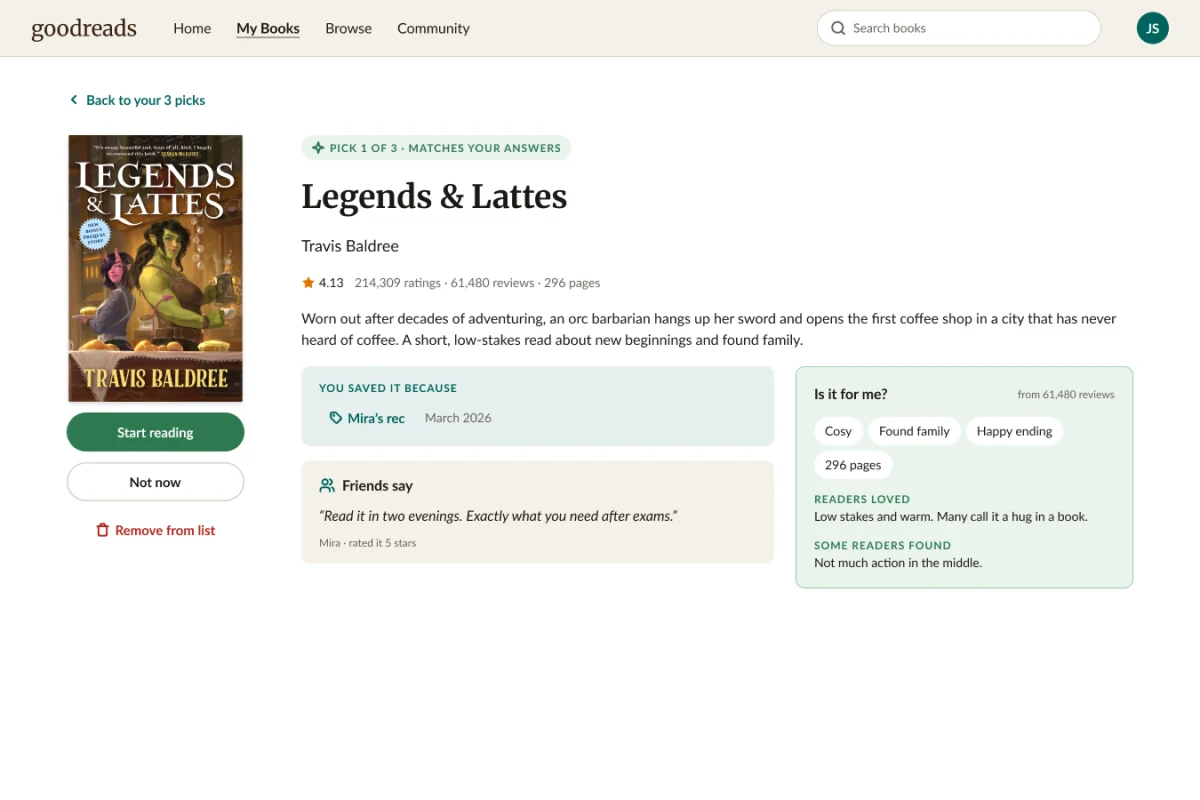 goodreads
Home
My Books
Browse
Community
Search books
JS
Back to your 3 picks
LEGENDS
& LATTES
NEW
BONUS
PREQUEL
STORY
TRAVIS BALDREE
Start reading
Not now
Remove from list
PICK 1 OF 3 · MATCHES YOUR ANSWERS
Legends & Lattes
Travis Baldree
4.13 214,309 ratings · 61,480 reviews · 296 pages
Worn out after decades of adventuring, an orc barbarian hangs up her sword and opens the first coffee shop in a city that has never
heard of coffee. A short, low-stakes read about new beginnings and found family.
YOU SAVED IT BECAUSE
Mira's rec March 2026
Friends say
“Read it in two evenings. Exactly what you need after exams.”
Mira · rated it 5 stars
Is it for me? from 61,480 reviews
Cosy
Found family
Happy ending
296 pages
READERS LOVED
Low stakes and warm. Many call it a hug in a book.
SOME READERS FOUND
Not much action in the middle.